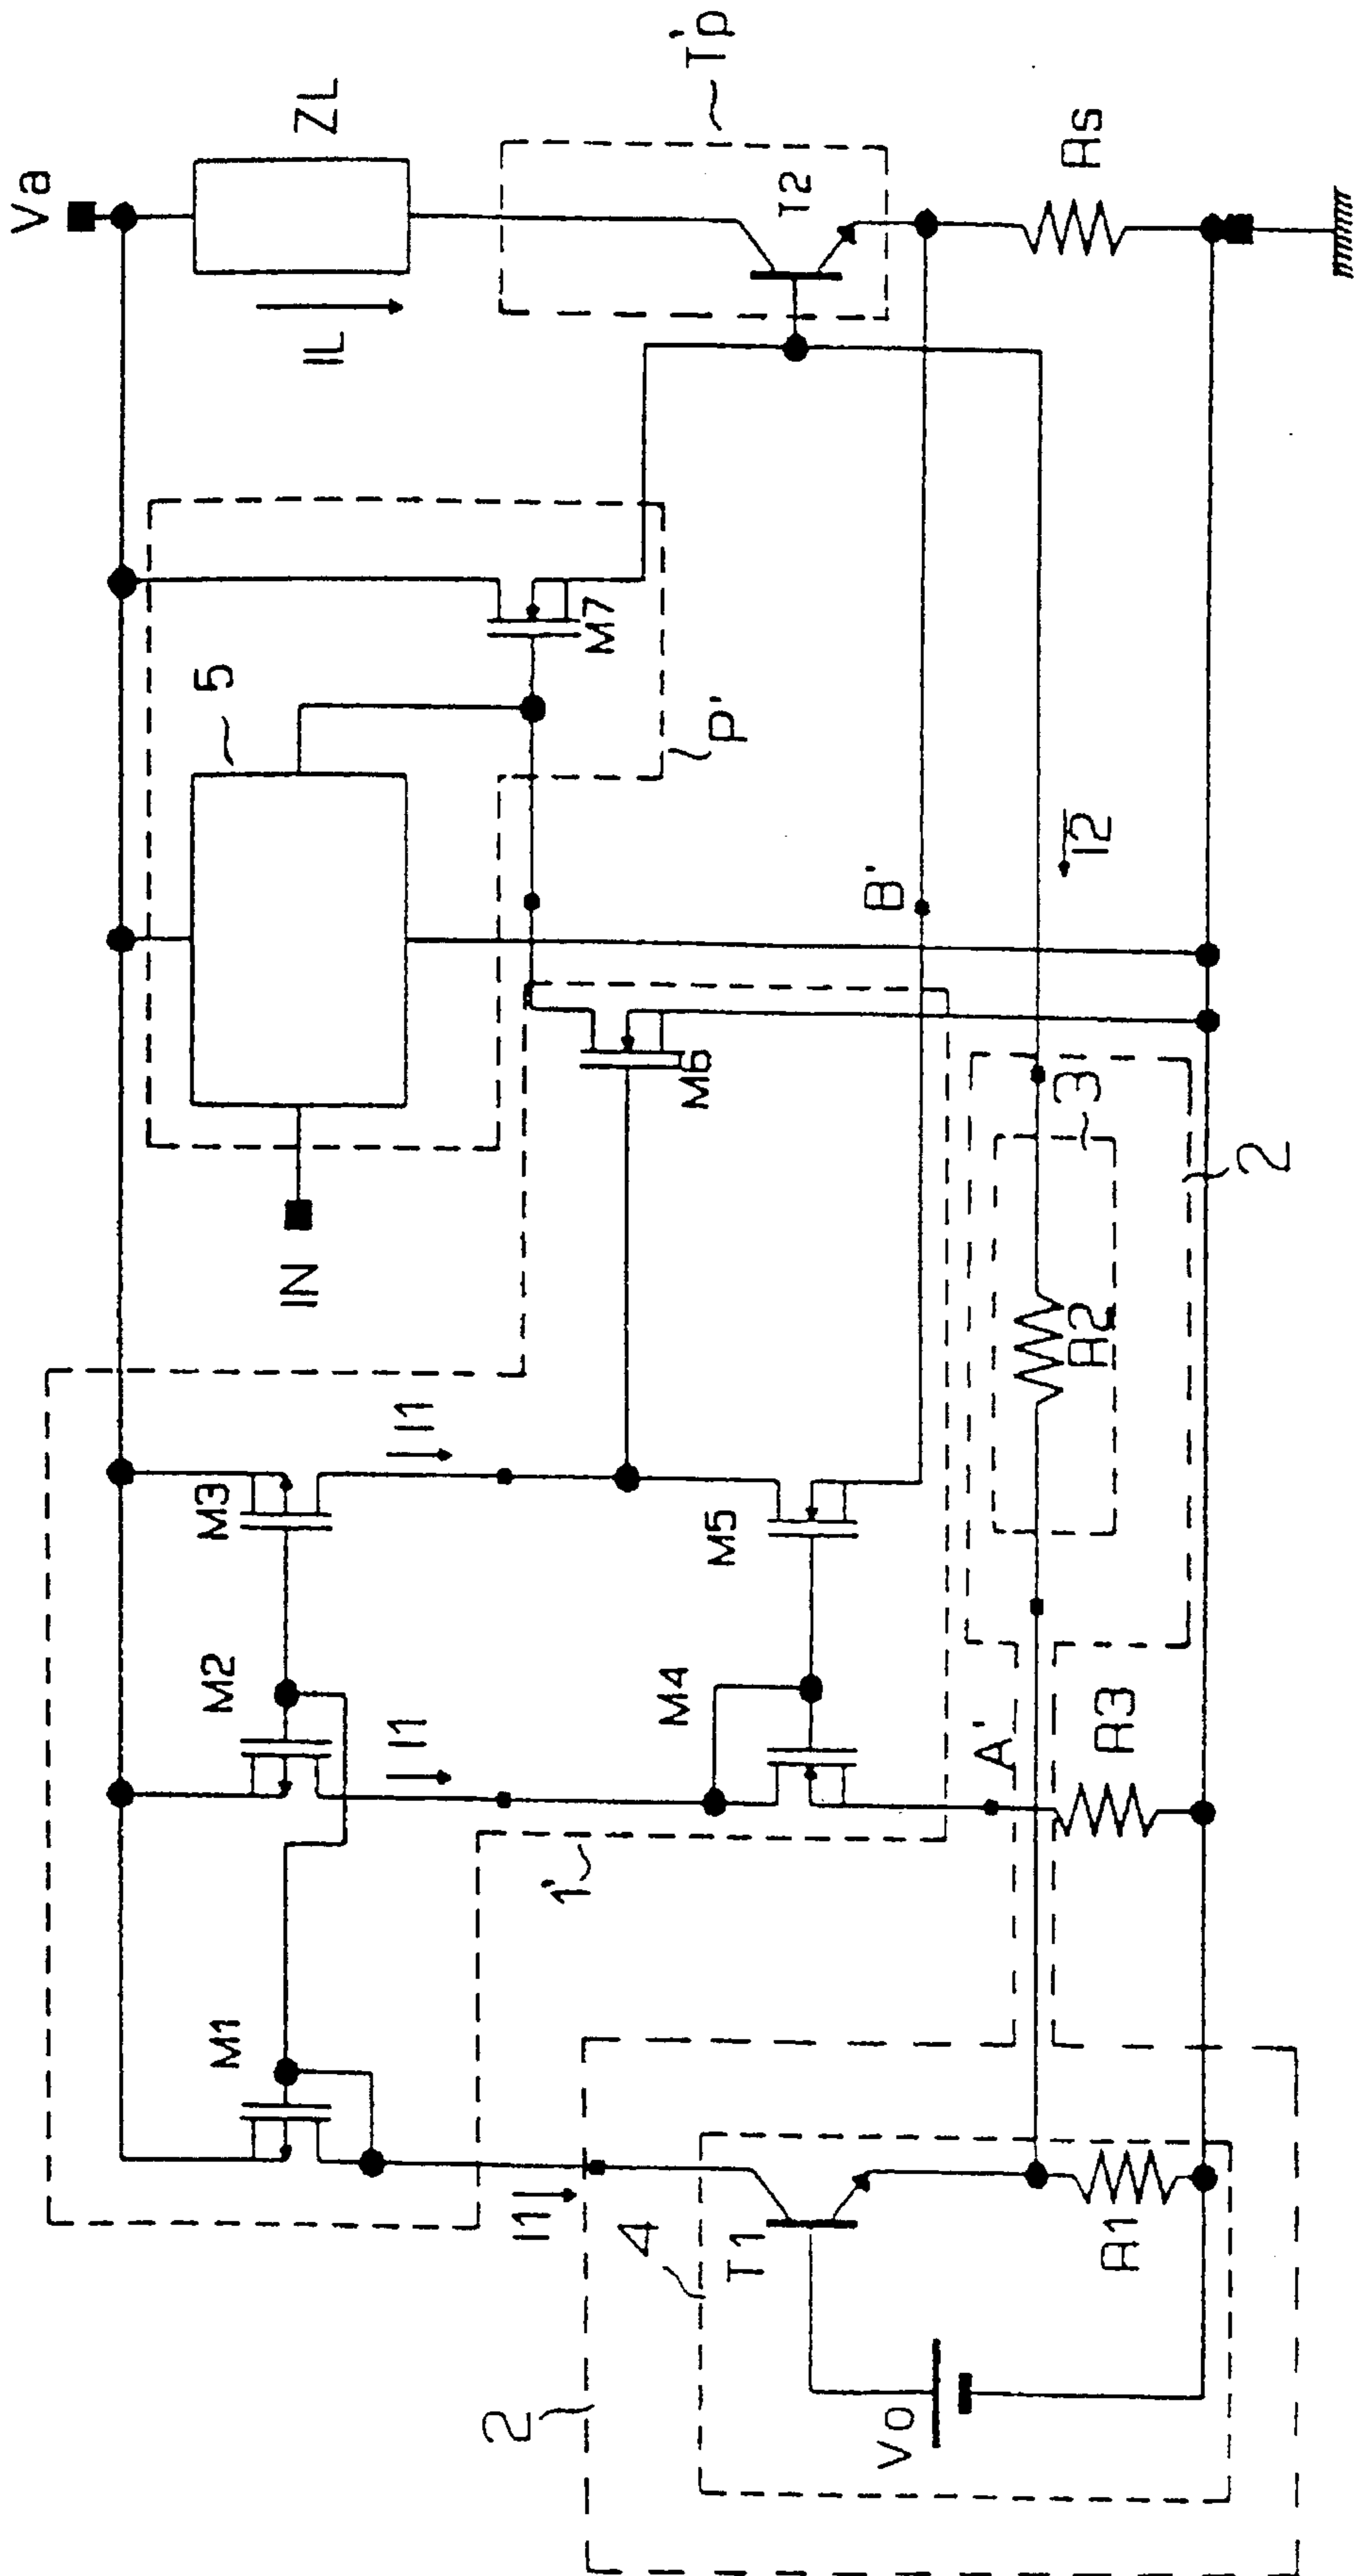 Va
M1
M2
M3
5
ZL
IN
IL
I1
I1
I1
2
1'
4
M7
T1
M4
M5
M6
P'
T'p
T2
Vo
A'
B'
R1
R3
R2
3
I2
Rs
2